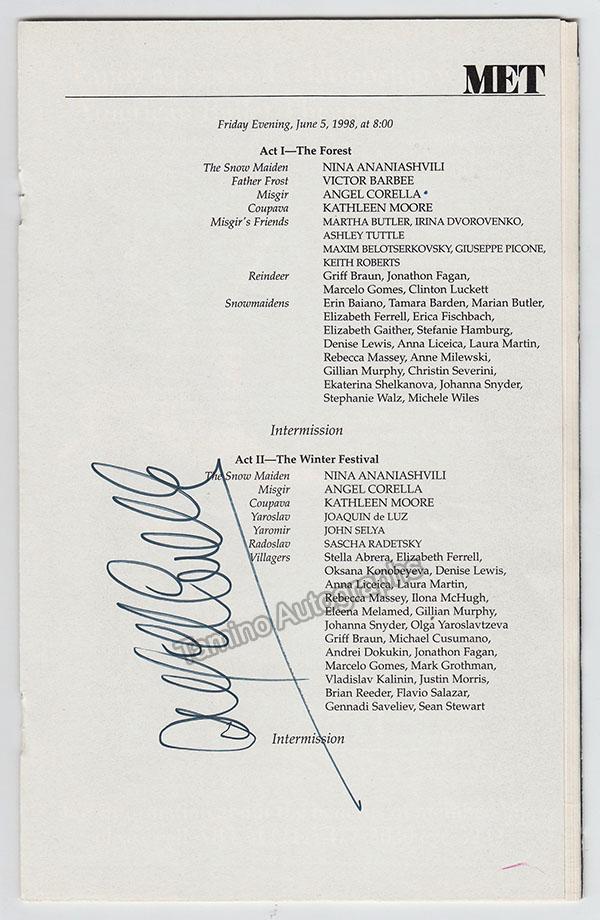 MET
Friday Evening, June 5, 1998, at 8:00
Act I—The Forest
The Snow Maiden NINA ANANIASHVILI
Father Frost VICTOR BARBEE
Misgir ANGEL CORELLA
Coupava KATHLEEN MOORE
Misgir's Friends MARTHA BUTLER, IRINA DVOROVENKO,
ASHLEY TUTTLE
MAXIM BELOTSERKOVSKY, GIUSEPPE PICONE,
KEITH ROBERTS
Reindeer Griff Braun, Jonathon Fagan,
Marcelo Gomes, Clinton Luckett
Snowmaidens Erin Baiano, Tamara Barden, Marian Butler,
Elizabeth Ferrell, Erica Fischbach,
Elizabeth Gaither, Stefanie Hamburg,
Denise Lewis, Anna Liceica, Laura Martin,
Rebecca Massey, Anne Milewski,
Gillian Murphy, Christin Severini,
Ekaterina Shelkanova, Johanna Snyder,
Stephanie Walz, Michele Wiles
Intermission
Act II—The Winter Festival
The Snow Maiden NINA ANANIASHVILI
Misgir ANGEL CORELLA
Coupava KATHLEEN MOORE
Yaroslav JOAQUIN de LUZ
Yaromir JOHN SELYA
Radoslav SASCHA RADETSKY
Villagers Stella Abrera, Elizabeth Ferrell,
Oksana Konobeyeva, Denise Lewis,
Anna Liceica, Laura Martin,
Rebecca Massey, Ilona McHugh,
Eleena Melamed, Gillian Murphy,
Johanna Snyder, Olga Yaroslavtzeva
Griff Braun, Michael Cusumano,
Andrei Dokukin, Jonathon Fagan,
Marcelo Gomes, Mark Grothman,
Vladislav Kalinin, Justin Morris,
Brian Reeder, Flavio Salazar,
Gennadi Saveliev, Sean Stewart
Intermission
Tamino Autographs